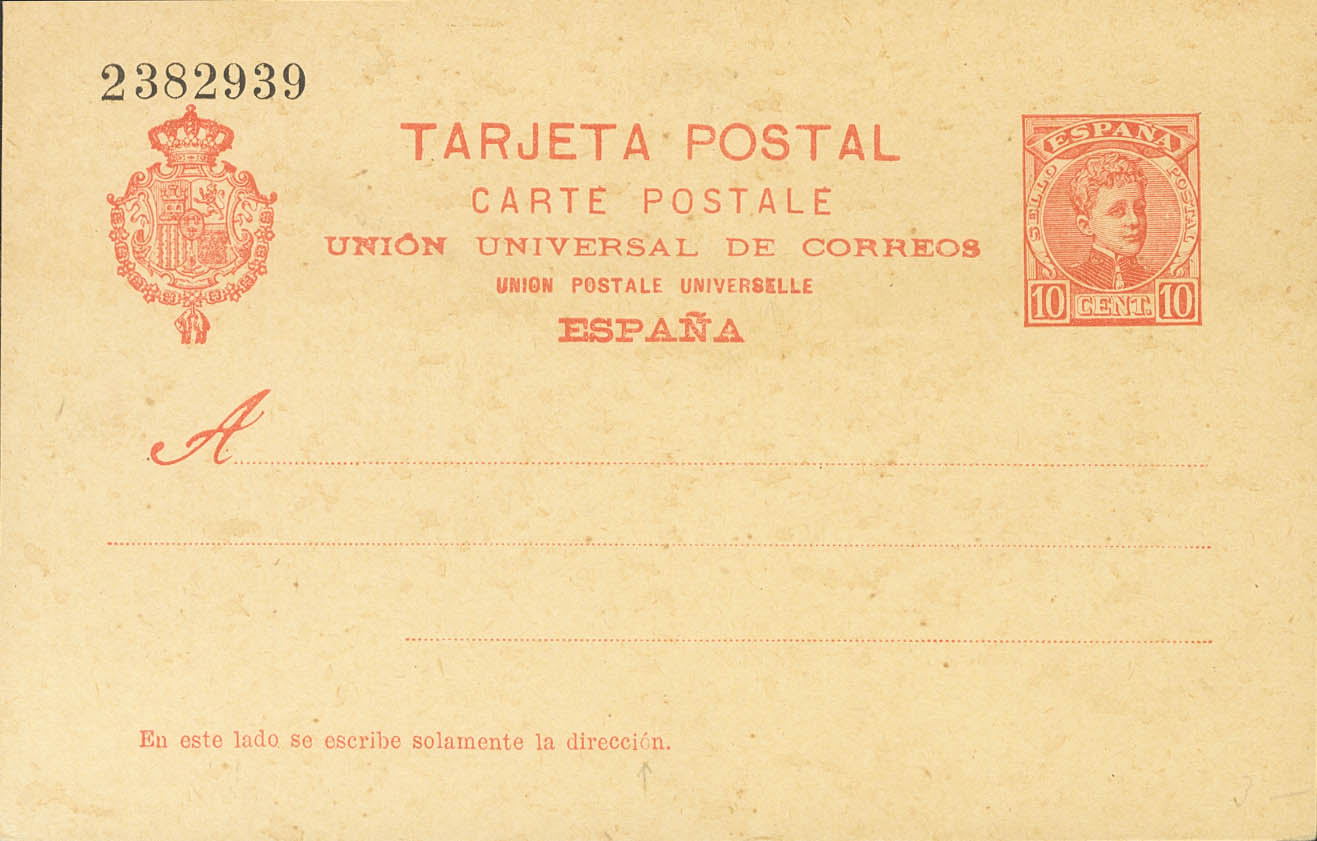 2382939
TARJETA POSTAL
CARTE POSTALE
UNIÓN UNIVERSAL DE CORREOS
UNION POSTALE UNIVERSELLE
ESPAÑA
ESPAÑA
SELLO POSTAL
10 CENT. 10
A
En este lado se escribe solamente la dirección.
3 –